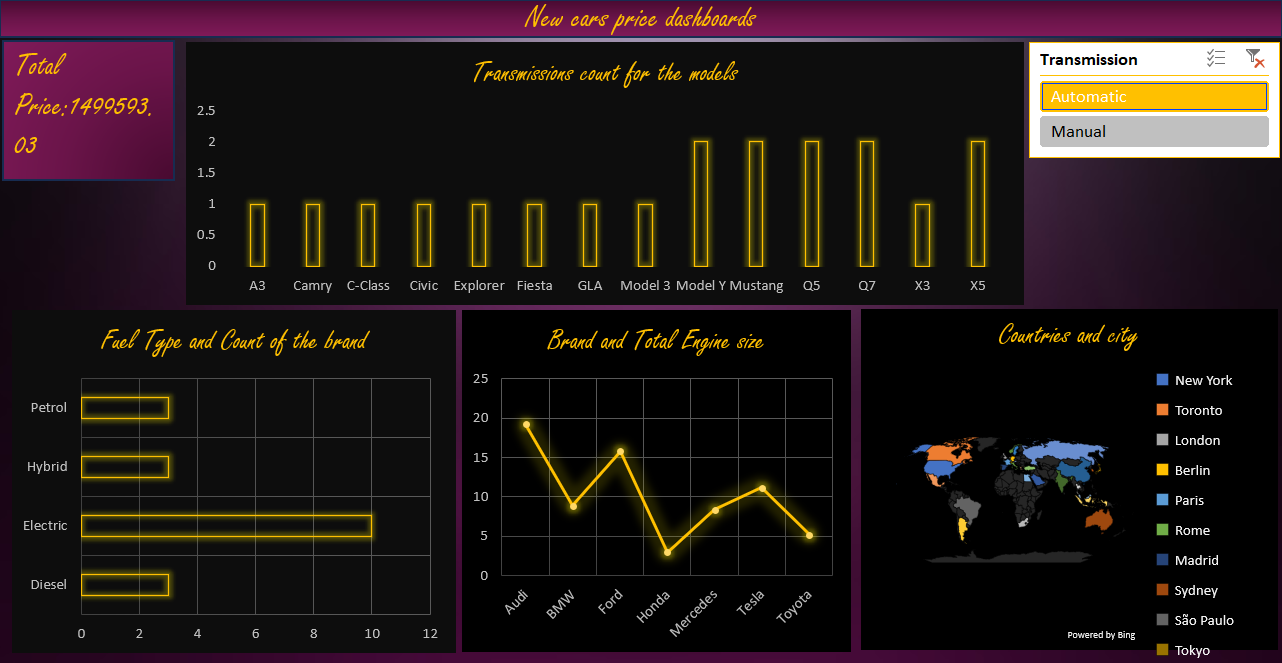 New cars price dashboards
Total
Price:1499593.
03
Transmissions count for the models
2.5
2
1.5
1
0.5
0
A3 Camry C-Class Civic Explorer Fiesta GLA Model 3 Model Y Mustang Q5 Q7 X3 X5
Transmission
Automatic
Manual
Fuel Type and Count of the brand
Petrol
Hybrid
Electric
Diesel
0 2 4 6 8 10 12
Brand and Total Engine size
25
20
15
10
5
0
Audi BMW Ford Honda Mercedes Tesla Toyota
Countries and city
New York
Toronto
London
Berlin
Paris
Rome
Madrid
Sydney
São Paulo
Tokyo
Powered by Bing